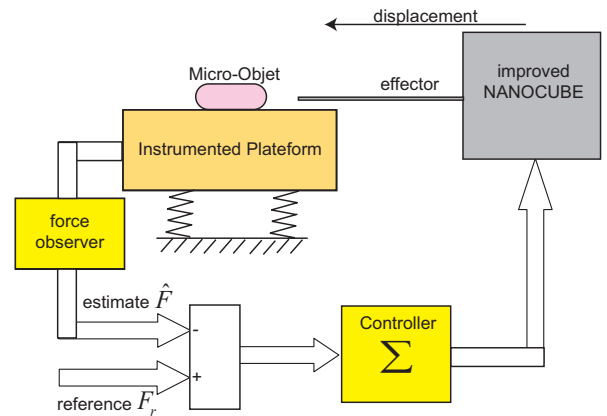 displacement
improved
NANOCUBE
Micro-Objet
effector
Instrumented Plateform
force
observer
estimate F̂
-
Controller
Σ
+
reference F_r